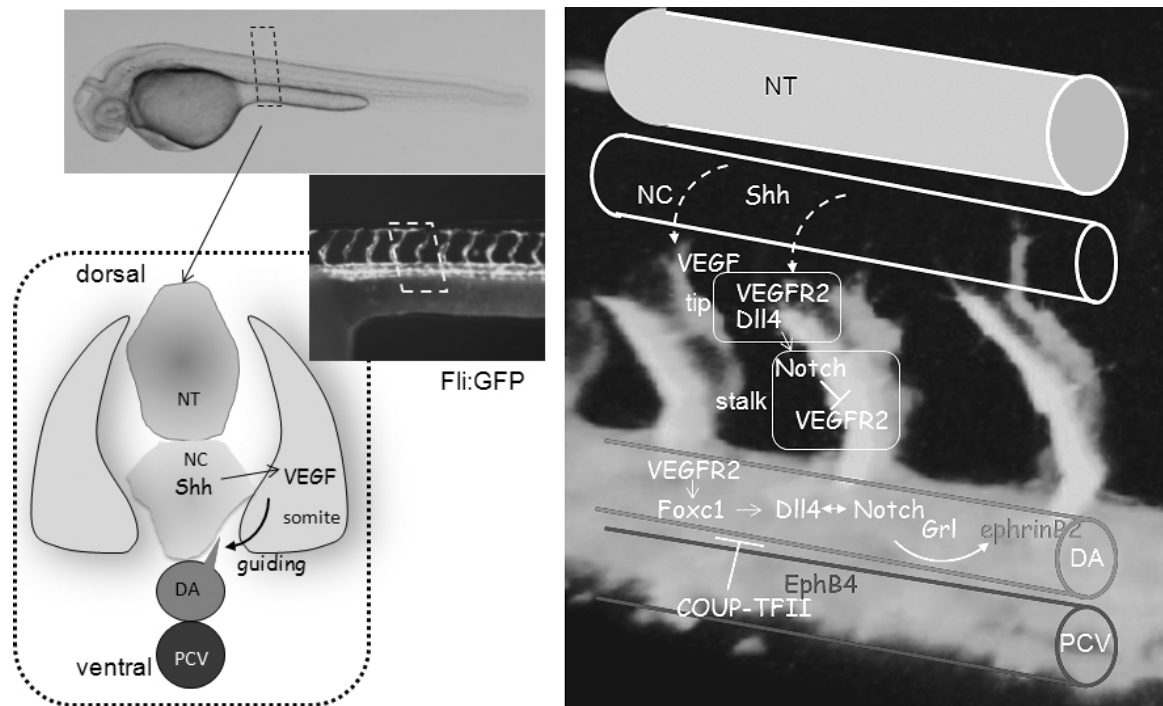 Fli:GFP
dorsal
NT
NC
Shh
VEGF
somite
guiding
DA
ventral
PCV
NT
NC
Shh
VEGF
tip
VEGFR2
Dll4
Notch
stalk
VEGFR2
VEGFR2
Foxc1
Dll4
Notch
Grl
ephrinB2
DA
EphB4
COUP-TFII
PCV